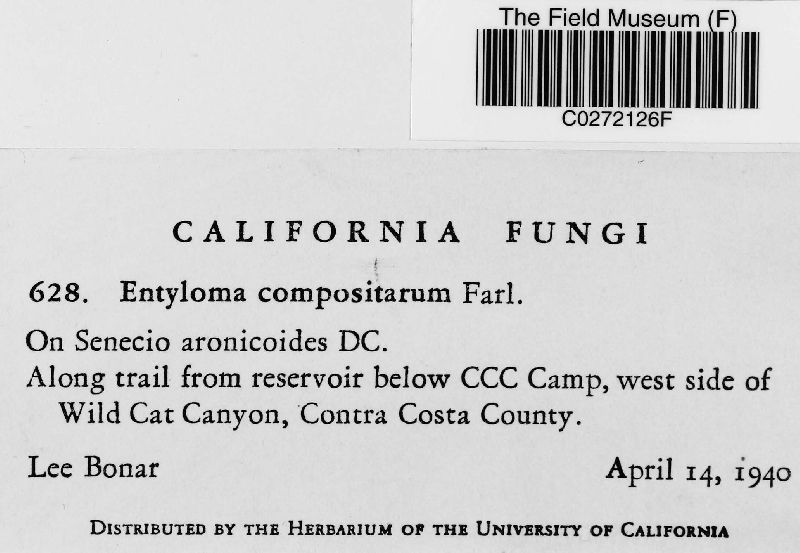 The Field Museum (F)
C0272126F
CALIFORNIA FUNGI
628. Entyloma compositarum Farl.
On Senecio aronicoides DC.
Along trail from reservoir below CCC Camp, west side of
Wild Cat Canyon, Contra Costa County.
Lee Bonar April 14, 1940
DISTRIBUTED BY THE HERBARIUM OF THE UNIVERSITY OF CALIFORNIA